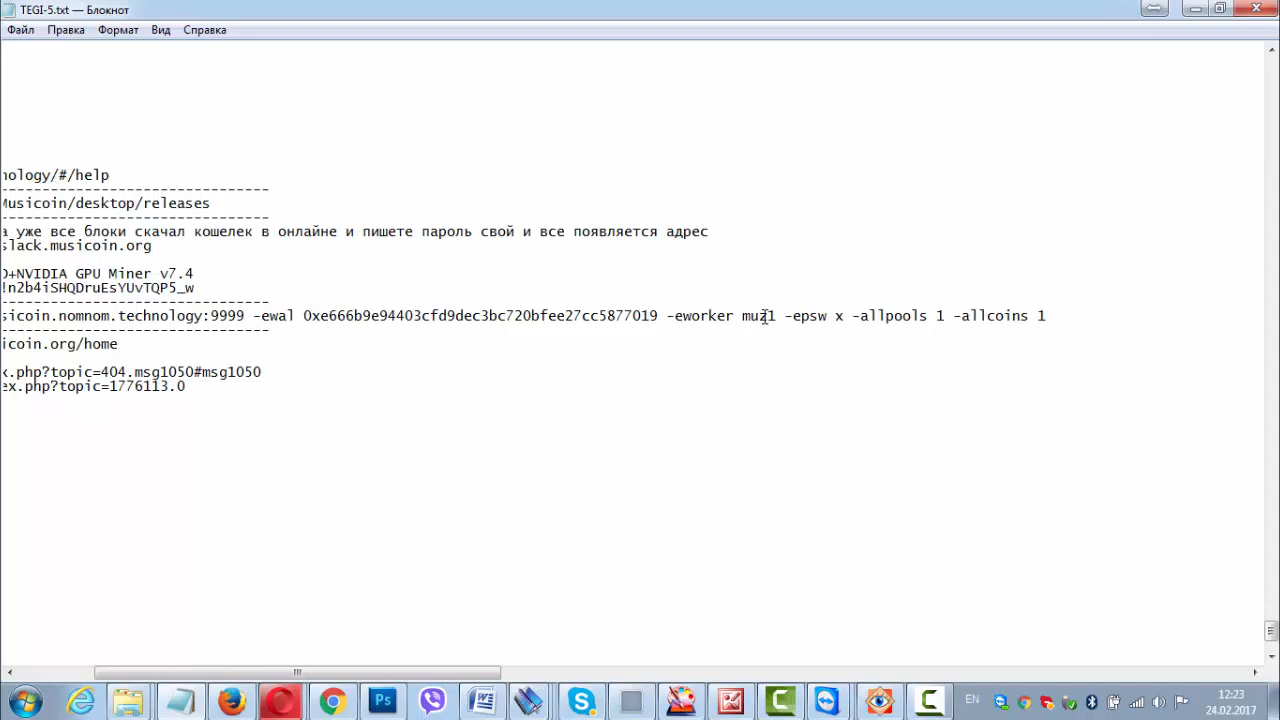 TEGI-5.txt — Блокнот
Файл Правка Формат Вид Справка
nology/#/help
--------------------------------
Musicoin/desktop/releases
--------------------------------
а уже все блоки скачал кошелек в онлайне и пишете пароль свой и все появляется адрес
slack.musicoin.org
D+NVIDIA GPU Miner v7.4
!n2b4iSHQDruEsYUvTQP5_w
--------------------------------
sicoin.nomnom.technology:9999 -ewal 0xe666b9e94403cfd9dec3bc720bfee27cc5877019 -eworker muz1 -epsw x -allpools 1 -allcoins 1
--------------------------------
icoin.org/home
x.php?topic=404.msg1050#msg1050
ex.php?topic=1776113.0
EN
12:23
24.02.2017